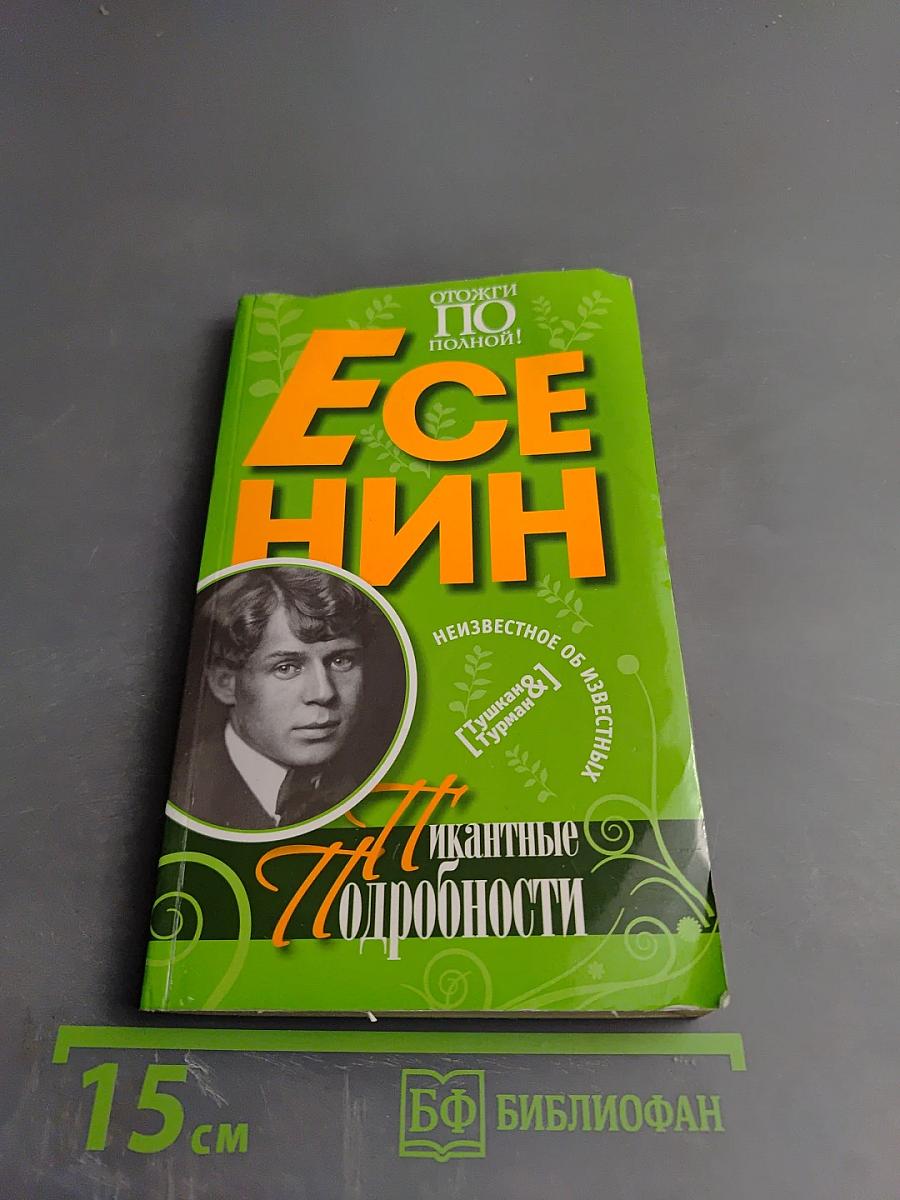 ОТОЖГИ
ПО
ПОЛНОЙ!
ЕСЕ
НИН
НЕИЗВЕСТНОЕ ОБ ИЗВЕСТНЫХ
[Тушкан&]
[Турман]
Пикантные
Подробности
15 см
БФ БИБЛИОФАН